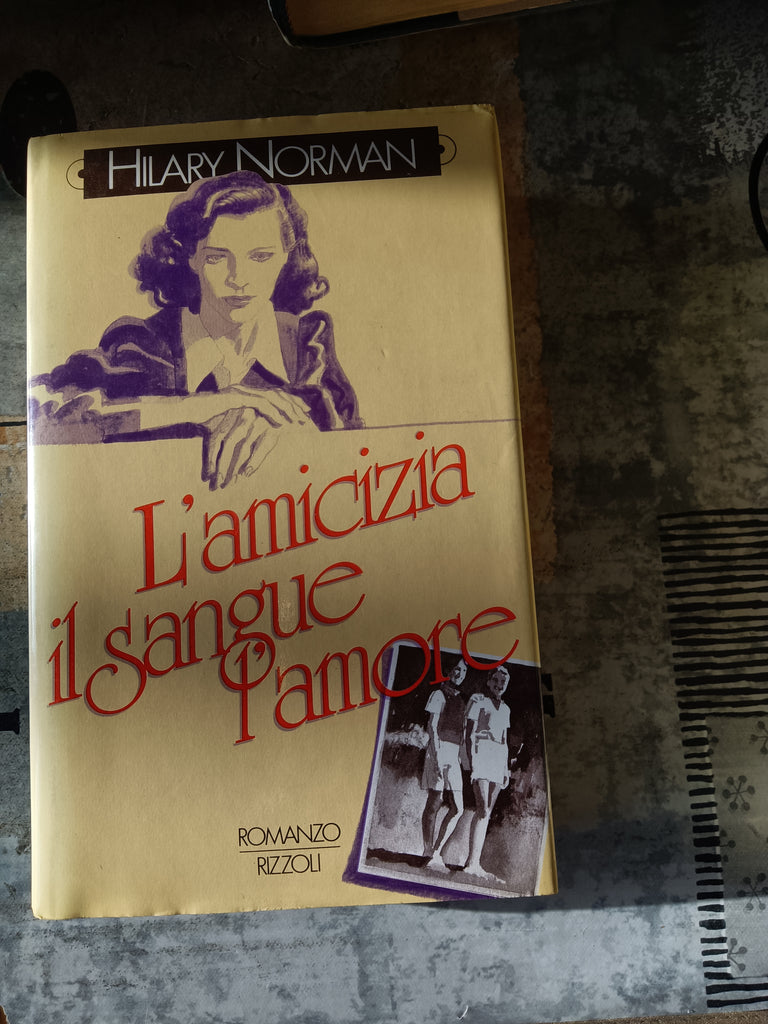 HILARY NORMAN
L'amicizia
il sangue
l'amore
ROMANZO
RIZZOLI